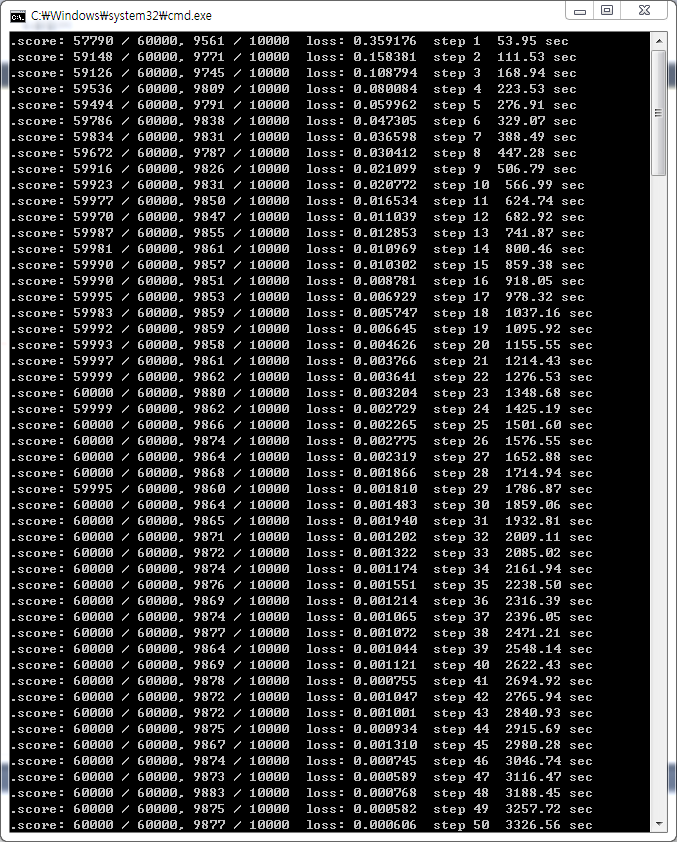 C:₩Windows₩system32₩cmd.exe
.score: 57790 / 60000, 9561 / 10000  loss: 0.359176  step 1  53.95 sec
.score: 59148 / 60000, 9771 / 10000  loss: 0.158381  step 2  111.53 sec
.score: 59126 / 60000, 9745 / 10000  loss: 0.108794  step 3  168.94 sec
.score: 59536 / 60000, 9809 / 10000  loss: 0.080084  step 4  223.53 sec
.score: 59494 / 60000, 9791 / 10000  loss: 0.059962  step 5  276.91 sec
.score: 59786 / 60000, 9838 / 10000  loss: 0.047305  step 6  329.07 sec
.score: 59834 / 60000, 9831 / 10000  loss: 0.036598  step 7  388.49 sec
.score: 59672 / 60000, 9787 / 10000  loss: 0.030412  step 8  447.28 sec
.score: 59916 / 60000, 9826 / 10000  loss: 0.021099  step 9  506.79 sec
.score: 59923 / 60000, 9831 / 10000  loss: 0.020772  step 10  566.99 sec
.score: 59977 / 60000, 9850 / 10000  loss: 0.016534  step 11  624.74 sec
.score: 59970 / 60000, 9847 / 10000  loss: 0.011039  step 12  682.92 sec
.score: 59987 / 60000, 9855 / 10000  loss: 0.012853  step 13  741.87 sec
.score: 59981 / 60000, 9861 / 10000  loss: 0.010969  step 14  800.46 sec
.score: 59990 / 60000, 9857 / 10000  loss: 0.010302  step 15  859.38 sec
.score: 59990 / 60000, 9851 / 10000  loss: 0.008781  step 16  918.05 sec
.score: 59995 / 60000, 9853 / 10000  loss: 0.006929  step 17  978.32 sec
.score: 59983 / 60000, 9859 / 10000  loss: 0.005747  step 18  1037.16 sec
.score: 59992 / 60000, 9859 / 10000  loss: 0.006645  step 19  1095.92 sec
.score: 59993 / 60000, 9858 / 10000  loss: 0.004626  step 20  1155.55 sec
.score: 59997 / 60000, 9861 / 10000  loss: 0.003766  step 21  1214.43 sec
.score: 59999 / 60000, 9862 / 10000  loss: 0.003641  step 22  1276.53 sec
.score: 60000 / 60000, 9880 / 10000  loss: 0.003204  step 23  1348.68 sec
.score: 59999 / 60000, 9862 / 10000  loss: 0.002729  step 24  1425.19 sec
.score: 60000 / 60000, 9866 / 10000  loss: 0.002265  step 25  1501.60 sec
.score: 60000 / 60000, 9874 / 10000  loss: 0.002775  step 26  1576.55 sec
.score: 60000 / 60000, 9864 / 10000  loss: 0.002319  step 27  1652.88 sec
.score: 60000 / 60000, 9868 / 10000  loss: 0.001866  step 28  1714.94 sec
.score: 59995 / 60000, 9860 / 10000  loss: 0.001810  step 29  1786.87 sec
.score: 60000 / 60000, 9864 / 10000  loss: 0.001483  step 30  1859.06 sec
.score: 60000 / 60000, 9865 / 10000  loss: 0.001940  step 31  1932.81 sec
.score: 60000 / 60000, 9871 / 10000  loss: 0.001202  step 32  2009.11 sec
.score: 60000 / 60000, 9872 / 10000  loss: 0.001322  step 33  2085.02 sec
.score: 60000 / 60000, 9874 / 10000  loss: 0.001174  step 34  2161.94 sec
.score: 60000 / 60000, 9876 / 10000  loss: 0.001551  step 35  2238.50 sec
.score: 60000 / 60000, 9869 / 10000  loss: 0.001214  step 36  2316.39 sec
.score: 60000 / 60000, 9874 / 10000  loss: 0.001065  step 37  2396.05 sec
.score: 60000 / 60000, 9877 / 10000  loss: 0.001072  step 38  2471.21 sec
.score: 60000 / 60000, 9864 / 10000  loss: 0.001044  step 39  2548.14 sec
.score: 60000 / 60000, 9869 / 10000  loss: 0.001121  step 40  2622.43 sec
.score: 60000 / 60000, 9878 / 10000  loss: 0.000755  step 41  2694.92 sec
.score: 60000 / 60000, 9872 / 10000  loss: 0.001047  step 42  2765.94 sec
.score: 60000 / 60000, 9872 / 10000  loss: 0.001001  step 43  2840.93 sec
.score: 60000 / 60000, 9875 / 10000  loss: 0.000934  step 44  2915.69 sec
.score: 60000 / 60000, 9867 / 10000  loss: 0.001310  step 45  2980.28 sec
.score: 60000 / 60000, 9874 / 10000  loss: 0.000745  step 46  3046.74 sec
.score: 60000 / 60000, 9873 / 10000  loss: 0.000589  step 47  3116.47 sec
.score: 60000 / 60000, 9883 / 10000  loss: 0.000768  step 48  3188.45 sec
.score: 60000 / 60000, 9875 / 10000  loss: 0.000582  step 49  3257.72 sec
.score: 60000 / 60000, 9877 / 10000  loss: 0.000606  step 50  3326.56 sec